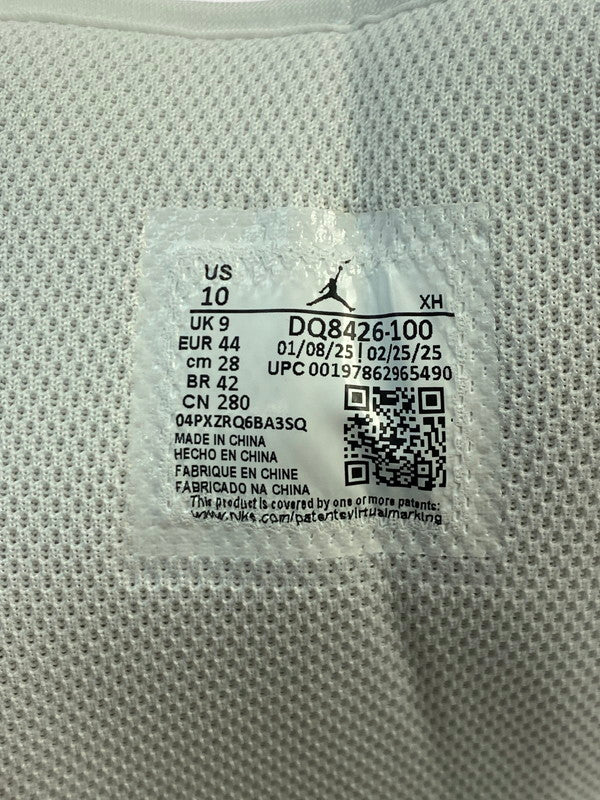 US
10
XH
UK 9
DQ8426-100
EUR 44
01/08/25 | 02/25/25
cm 28
UPC 00197862965490
BR 42
CN 280
04PXZRQ6BA3SQ
MADE IN CHINA
HECHO EN CHINA
FABRIQUE EN CHINE
FABRICADO NA CHINA
This product is covered by one or more patents:
www.nike.com/patentsvirtualmarking